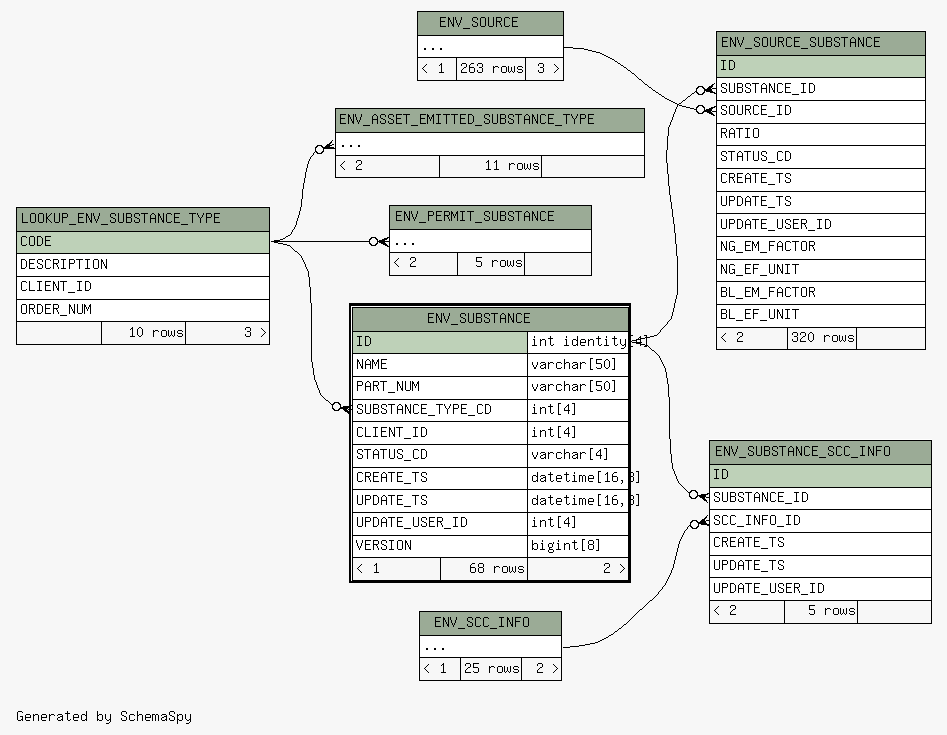 ENV_SOURCE
...
< 1 263 rows 3 >
ENV_SOURCE_SUBSTANCE
ID
SUBSTANCE_ID
SOURCE_ID
RATIO
STATUS_CD
CREATE_TS
UPDATE_TS
UPDATE_USER_ID
NG_EM_FACTOR
NG_EF_UNIT
BL_EM_FACTOR
BL_EF_UNIT
< 2 320 rows
ENV_ASSET_EMITTED_SUBSTANCE_TYPE
...
< 2 11 rows
LOOKUP_ENV_SUBSTANCE_TYPE
CODE
DESCRIPTION
CLIENT_ID
ORDER_NUM
10 rows 3 >
ENV_PERMIT_SUBSTANCE
...
< 2 5 rows
ENV_SUBSTANCE
ID int identity[4]
NAME varchar[50]
PART_NUM varchar[50]
SUBSTANCE_TYPE_CD int[4]
CLIENT_ID int[4]
STATUS_CD varchar[4]
CREATE_TS datetime[16,3]
UPDATE_TS datetime[16,3]
UPDATE_USER_ID int[4]
VERSION bigint[8]
< 1 68 rows 2 >
ENV_SUBSTANCE_SCC_INFO
ID
SUBSTANCE_ID
SCC_INFO_ID
CREATE_TS
UPDATE_TS
UPDATE_USER_ID
< 2 5 rows
ENV_SCC_INFO
...
< 1 25 rows 2 >
Generated by SchemaSpy